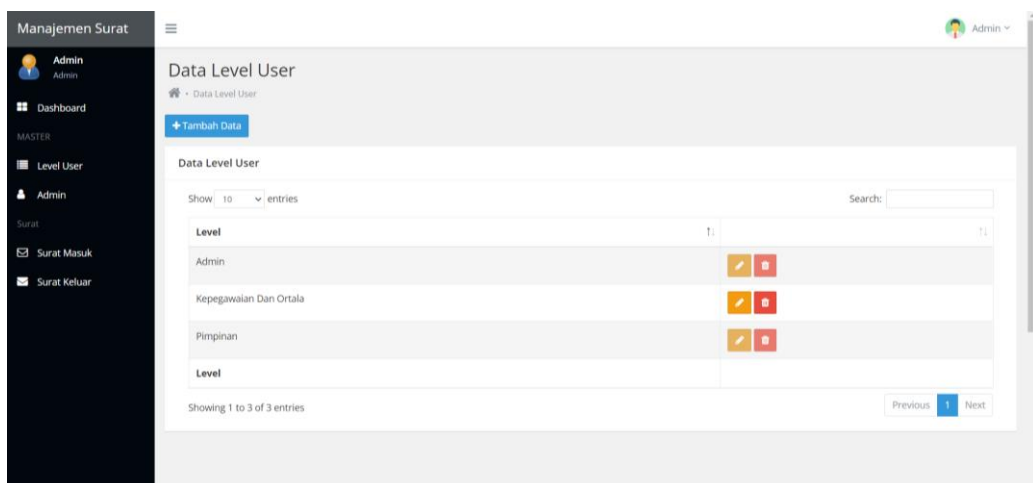 Manajemen Surat
Admin
Admin
Admin
Dashboard
MASTER
Level User
Admin
Surat
Surat Masuk
Surat Keluar
Data Level User
Data Level User
Tambah Data
Data Level User
Show 10 entries
Search:
Level
Admin
Kepegawaian Dan Ortala
Pimpinan
Level
Showing 1 to 3 of 3 entries
Previous 1 Next